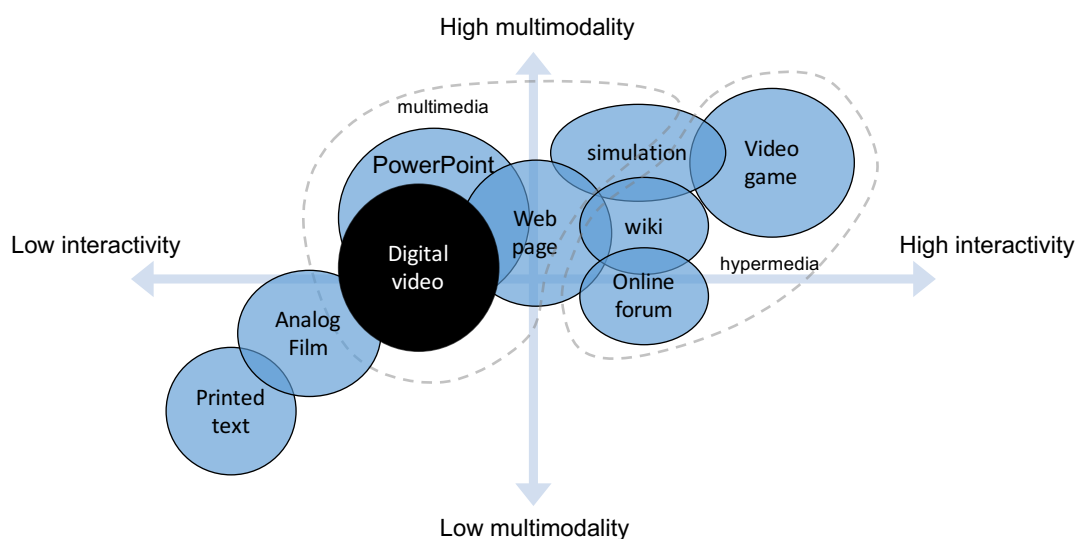 High multimodality
multimedia
PowerPoint
simulation
Video
game
Web
page
wiki
Low interactivity
Digital
video
High interactivity
hypermedia
Online
forum
Analog
Film
Printed
text
Low multimodality